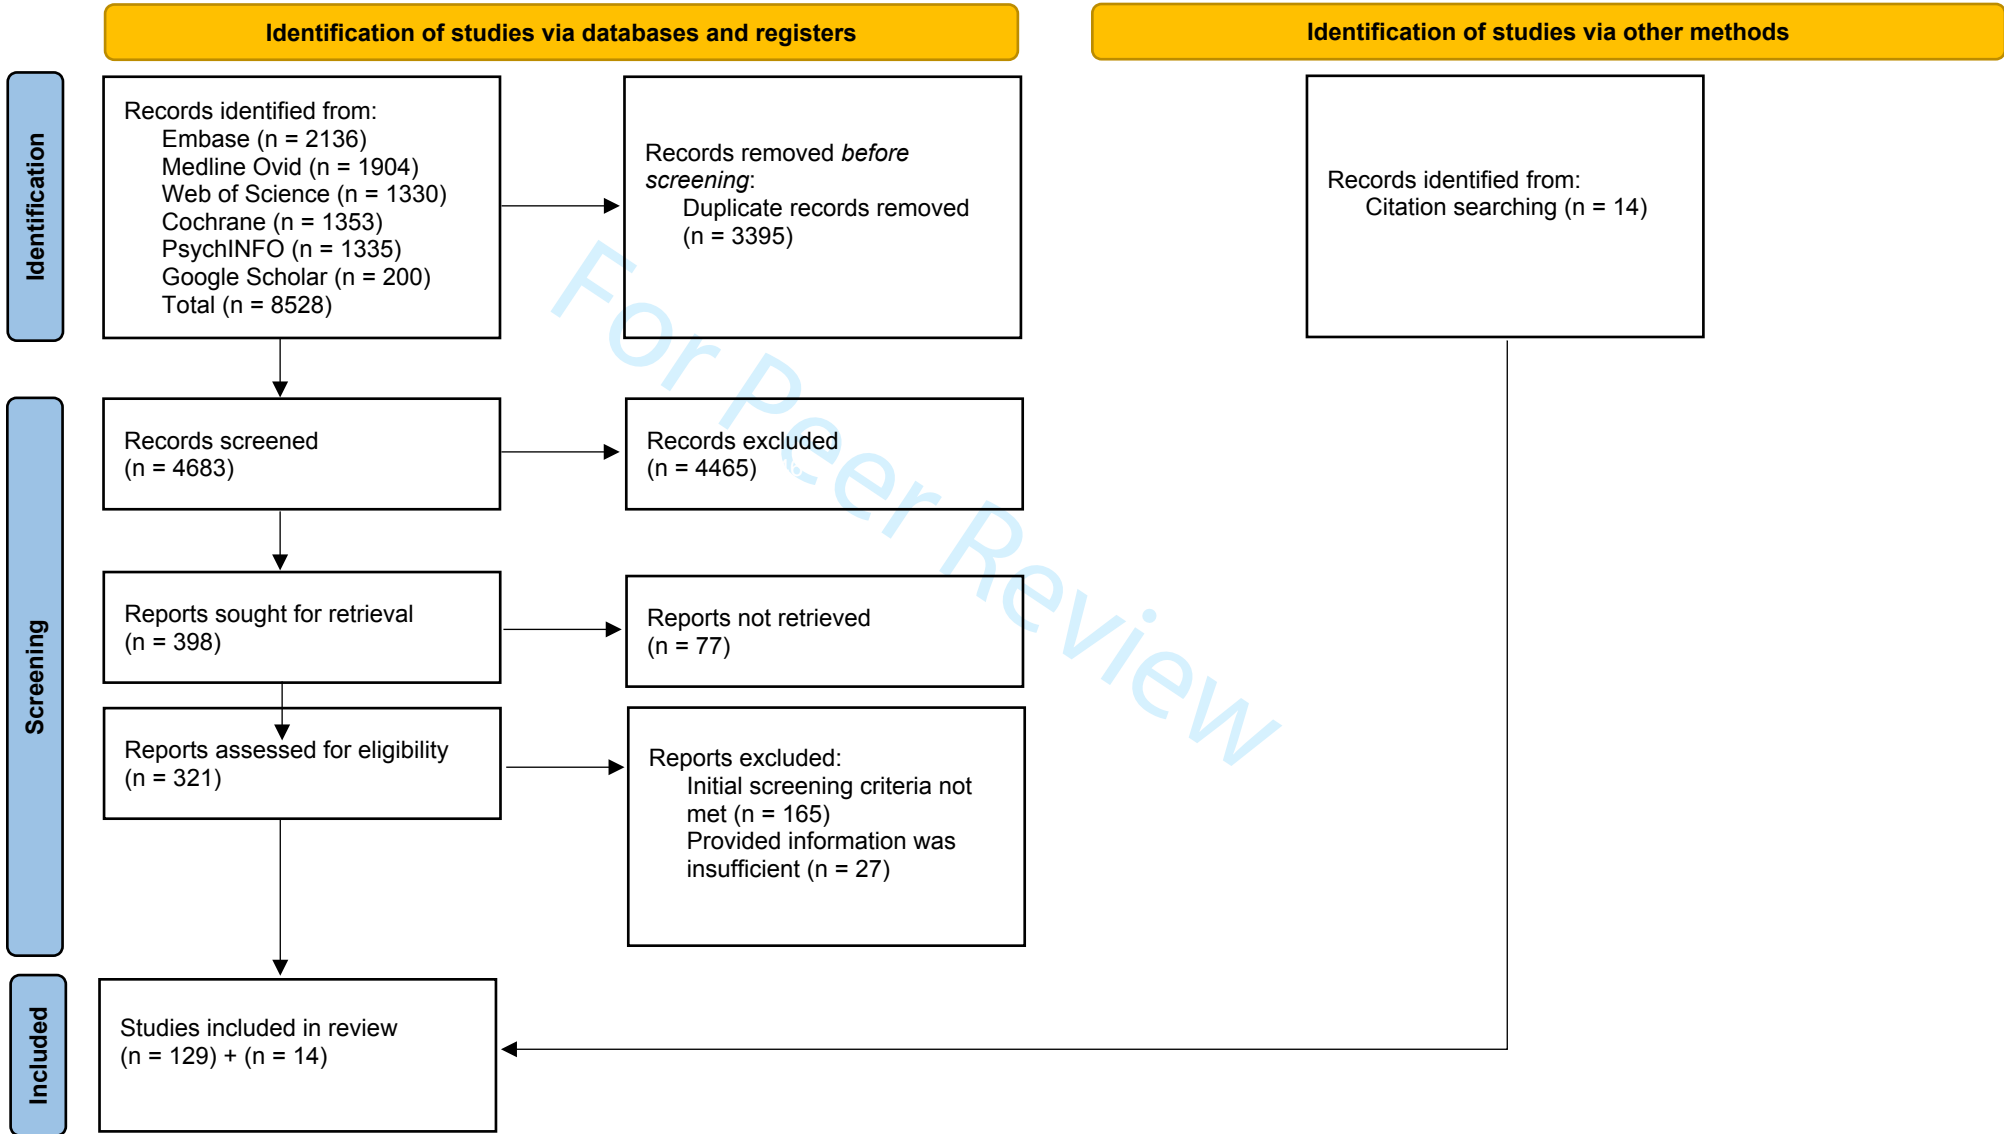 Identification of studies via databases and registers
Identification of studies via other methods
Identification
Records identified from:
Embase (n = 2136)
Medline Ovid (n = 1904)
Web of Science (n = 1330)
Cochrane (n = 1353)
PsychINFO (n = 1335)
Google Scholar (n = 200)
Total (n = 8528)
Records removed before
screening:
Duplicate records removed
(n = 3395)
Records identified from:
Citation searching (n = 14)
Screening
Records screened
(n = 4683)
Records excluded
(n = 4465)
Reports sought for retrieval
(n = 398)
Reports not retrieved
(n = 77)
Reports assessed for eligibility
(n = 321)
Reports excluded:
Initial screening criteria not
met (n = 165)
Provided information was
insufficient (n = 27)
Included
Studies included in review
(n = 129) + (n = 14)
For Peer Review